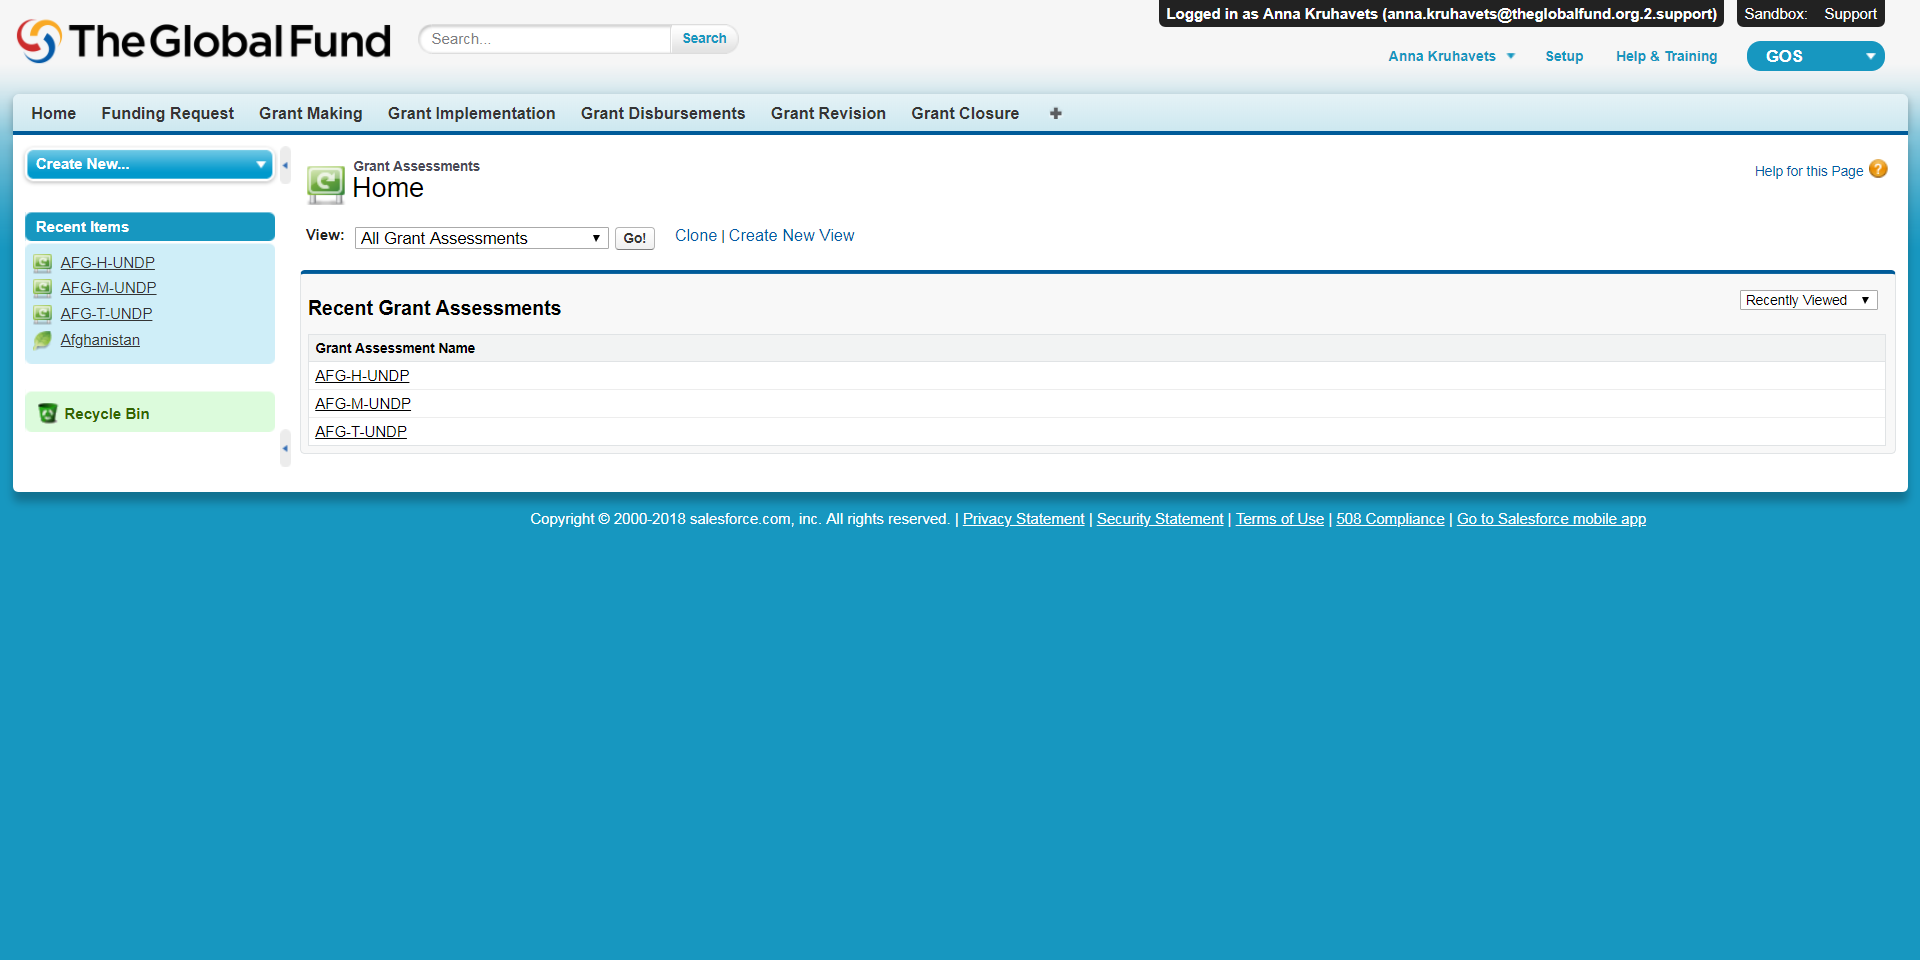 Logged in as Anna Kruhavets (anna.kruhavets@theglobalfund.org.2.support) Sandbox: Support
The Global Fund Search... Search
Anna Kruhavets Setup Help & Training GOS
Home Funding Request Grant Making Grant Implementation Grant Disbursements Grant Revision Grant Closure
Create New...
Grant Assessments
Home
Help for this Page ?
Recent Items
AFG-H-UNDP
AFG-M-UNDP
AFG-T-UNDP
Afghanistan
Recycle Bin
View: All Grant Assessments Go! Clone | Create New View
Recent Grant Assessments Recently Viewed
Grant Assessment Name
AFG-H-UNDP
AFG-M-UNDP
AFG-T-UNDP
Copyright © 2000-2018 salesforce.com, inc. All rights reserved. | Privacy Statement | Security Statement | Terms of Use | 508 Compliance | Go to Salesforce mobile app